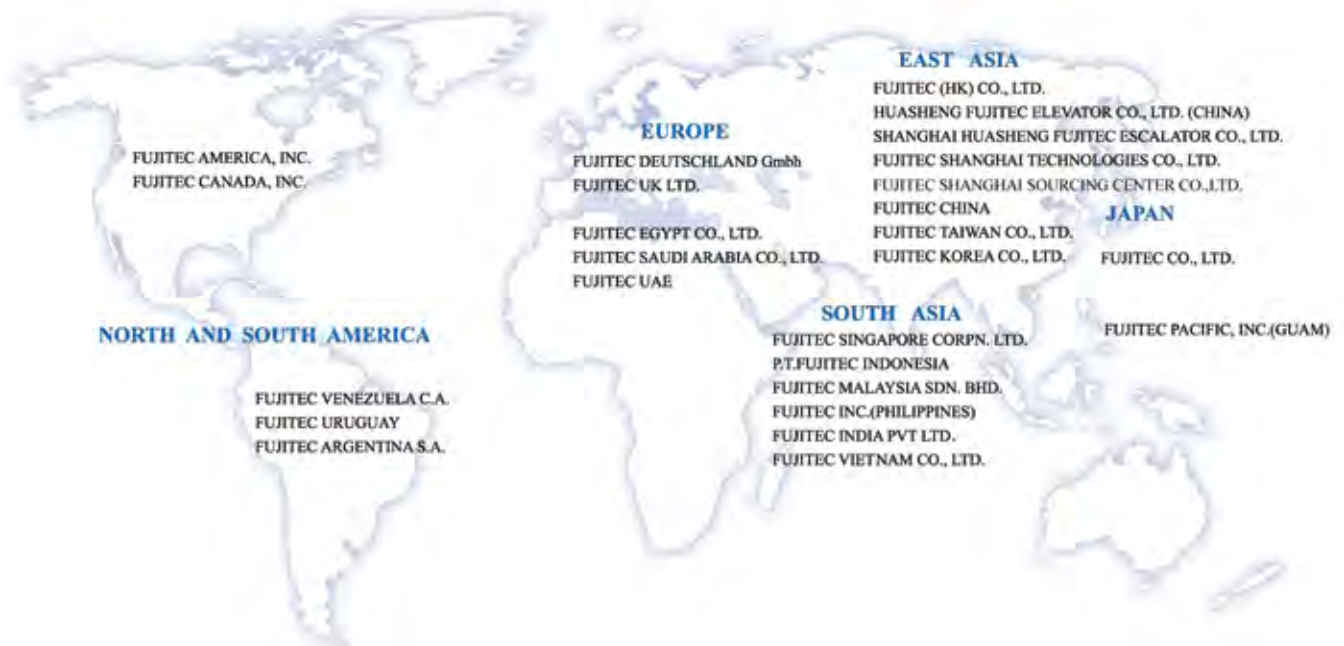 FUJITEC AMERICA, INC.
FUJITEC CANADA, INC.
NORTH AND SOUTH AMERICA
FUJITEC VENEZUELA C.A.
FUJITEC URUGUAY
FUJITEC ARGENTINA S.A.
EUROPE
FUJITEC DEUTSCHLAND Gmbh
FUJITEC UK LTD.
FUJITEC EGYPT CO., LTD.
FUJITEC SAUDI ARABIA CO., LTD.
FUJITEC UAE
EAST ASIA
FUJITEC (HK) CO., LTD.
HUASHENG FUJITEC ELEVATOR CO., LTD. (CHINA)
SHANGHAI HUASHENG FUJITEC ESCALATOR CO., LTD.
FUJITEC SHANGHAI TECHNOLOGIES CO., LTD.
FUJITEC SHANGHAI SOURCING CENTER CO.,LTD.
FUJITEC CHINA
FUJITEC TAIWAN CO., LTD.
FUJITEC KOREA CO., LTD.
JAPAN
FUJITEC CO., LTD.
FUJITEC PACIFIC, INC.(GUAM)
SOUTH ASIA
FUJITEC SINGAPORE CORPN. LTD.
P.T.FUJITEC INDONESIA
FUJITEC MALAYSIA SDN. BHD.
FUJITEC INC.(PHILIPPINES)
FUJITEC INDIA PVT LTD.
FUJITEC VIETNAM CO., LTD.